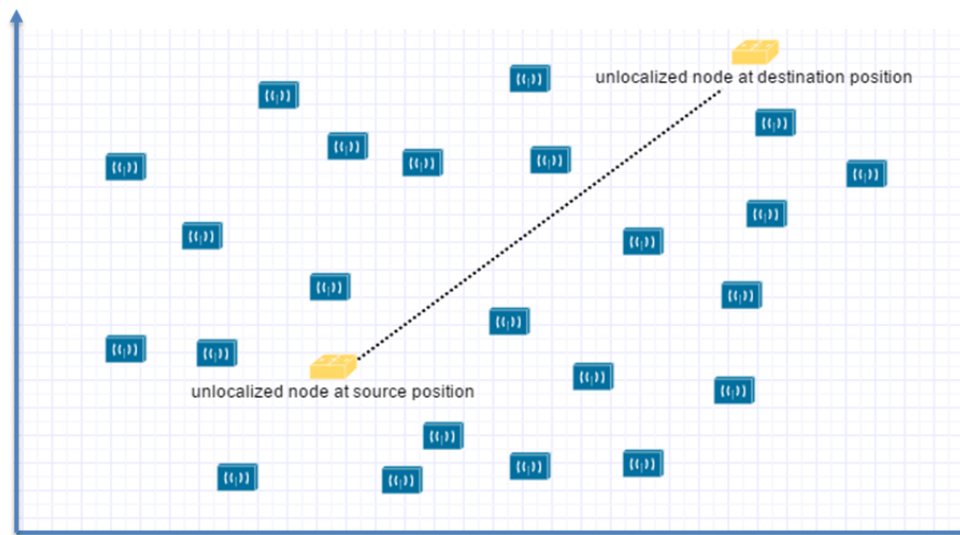 unlocalized node at destination position
unlocalized node at source position